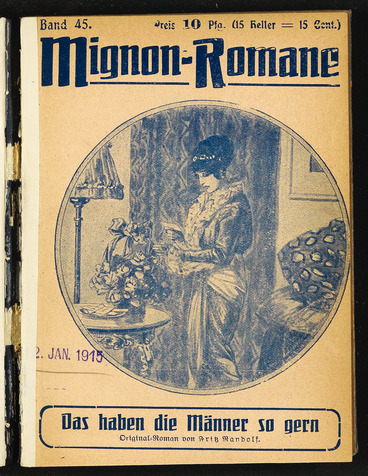 Band 45. Preis 10 Pfg. (15 Heller = 15 Cent.)
Mignon-Romane
2. JAN. 1915
Das haben die Männer so gern
Original-Roman von Fritz Randolf.